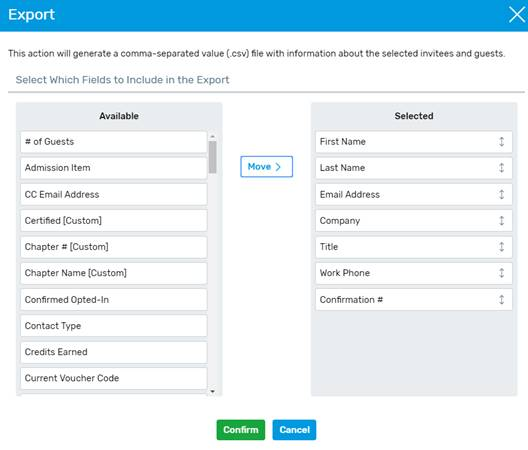 Export
This action will generate a comma-separated value (.csv) file with information about the selected invitees and guests.
Select Which Fields to Include in the Export
Available
# of Guests
Admission Item
CC Email Address
Certified [Custom]
Chapter # [Custom]
Chapter Name [Custom]
Confirmed Opted-In
Contact Type
Credits Earned
Current Voucher Code
Move
Selected
First Name
Last Name
Email Address
Company
Title
Work Phone
Confirmation #
Confirm
Cancel